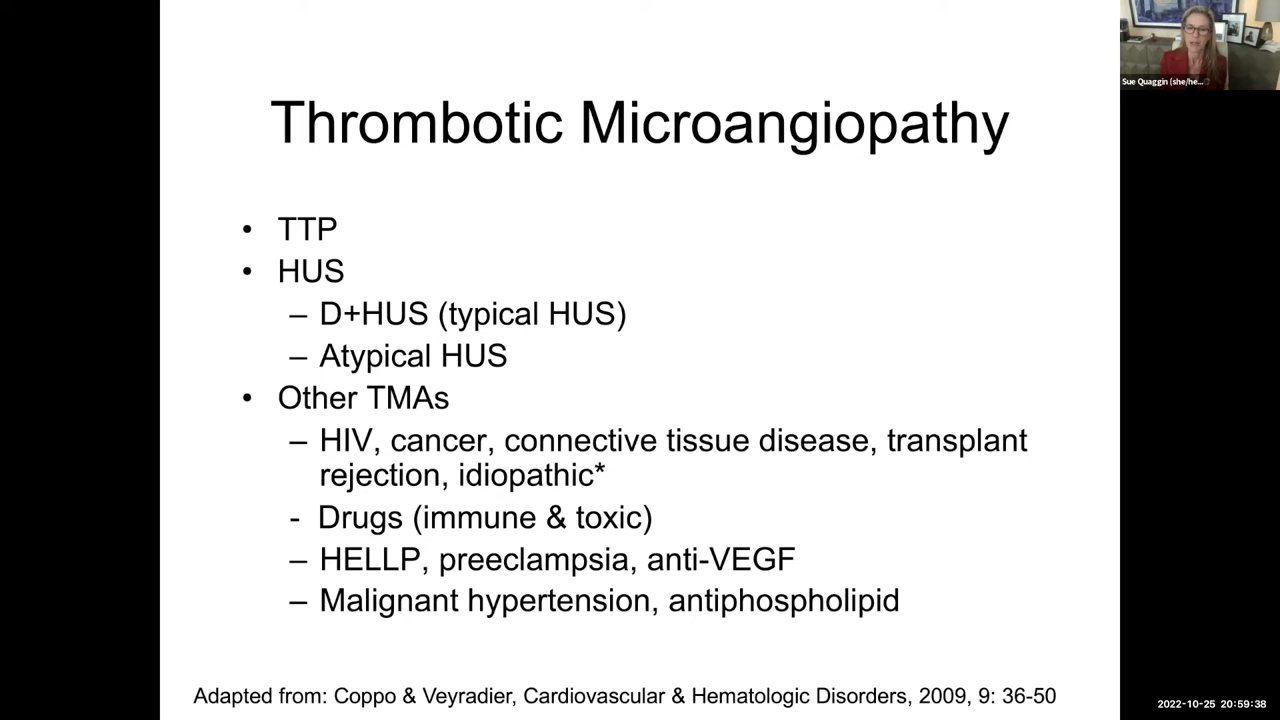 Sue Quaggin (she/he...
Thrombotic Microangiopathy
• TTP
• HUS
– D+HUS (typical HUS)
– Atypical HUS
• Other TMAs
– HIV, cancer, connective tissue disease, transplant
rejection, idiopathic*
- Drugs (immune & toxic)
– HELLP, preeclampsia, anti-VEGF
– Malignant hypertension, antiphospholipid
Adapted from: Coppo & Veyradier, Cardiovascular & Hematologic Disorders, 2009, 9: 36-50
2022-10-25 20:59:38